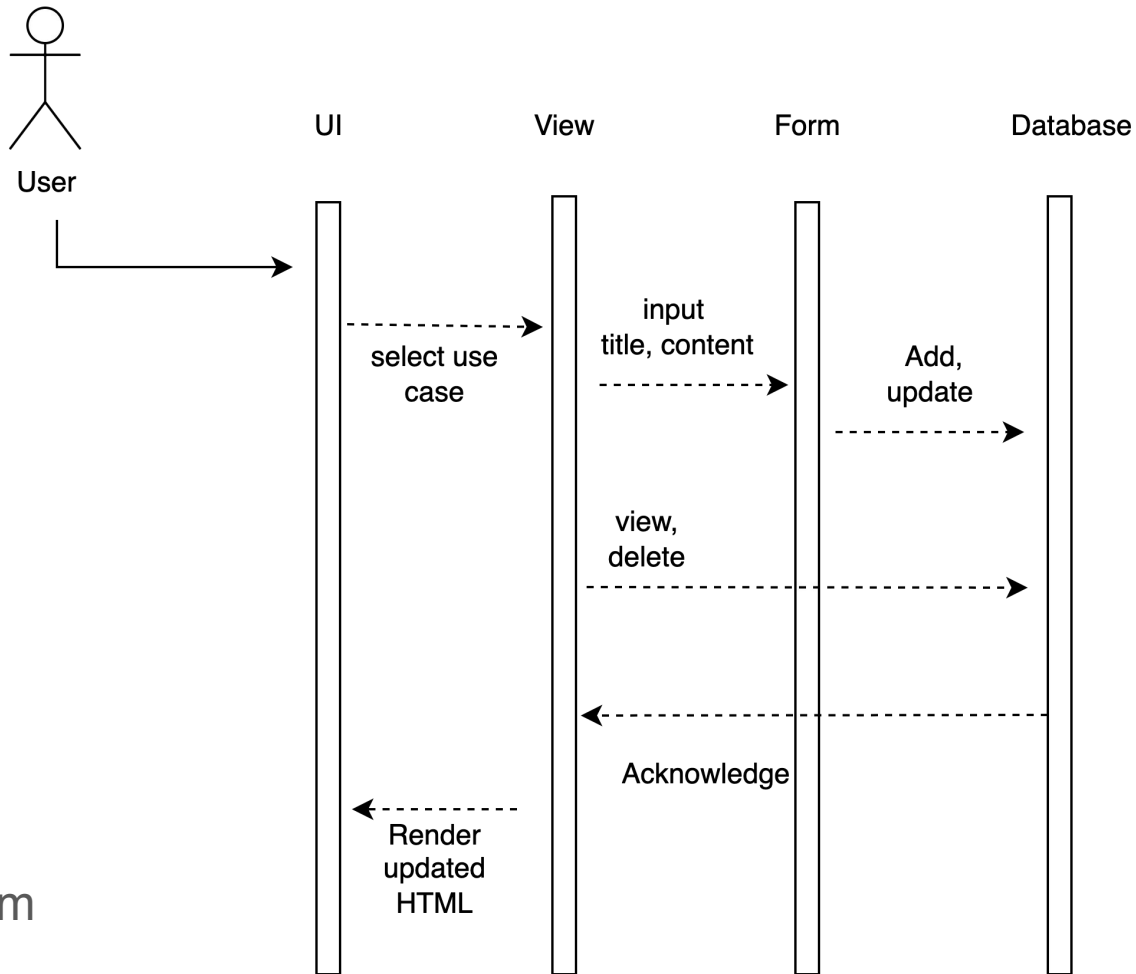 UI
View
Form
Database
User
input
title, content
select use
case
Add,
update
view,
delete
Acknowledge
Render
updated
HTML
m